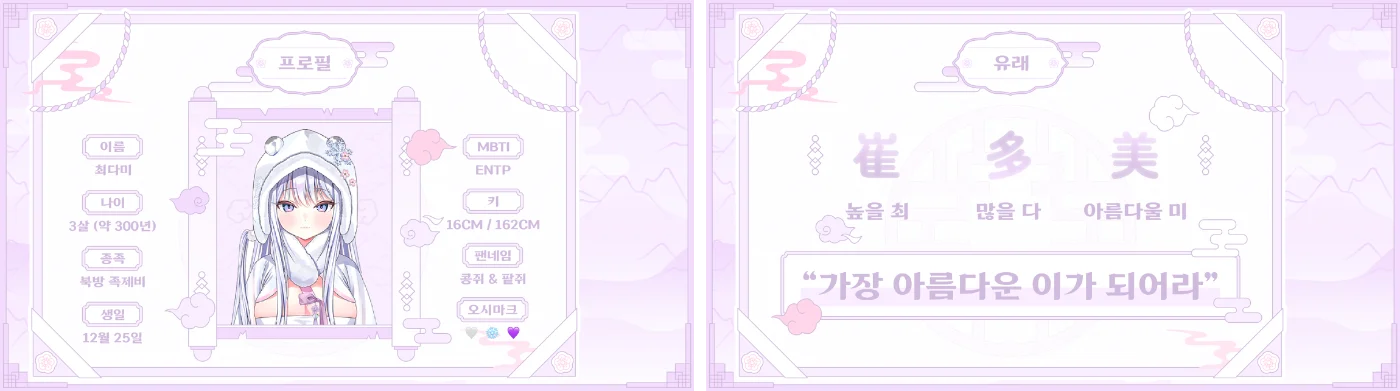 프로필
이름
최다미
나이
3살 (약 300년)
종족
북방 족제비
생일
12월 25일
MBTI
ENTP
키
16CM / 162CM
팬네임
콩쥐 & 팥쥐
오시마크
유래
崔 多 美
높을 최 많을 다 아름다울 미
“가장 아름다운 이가 되어라”